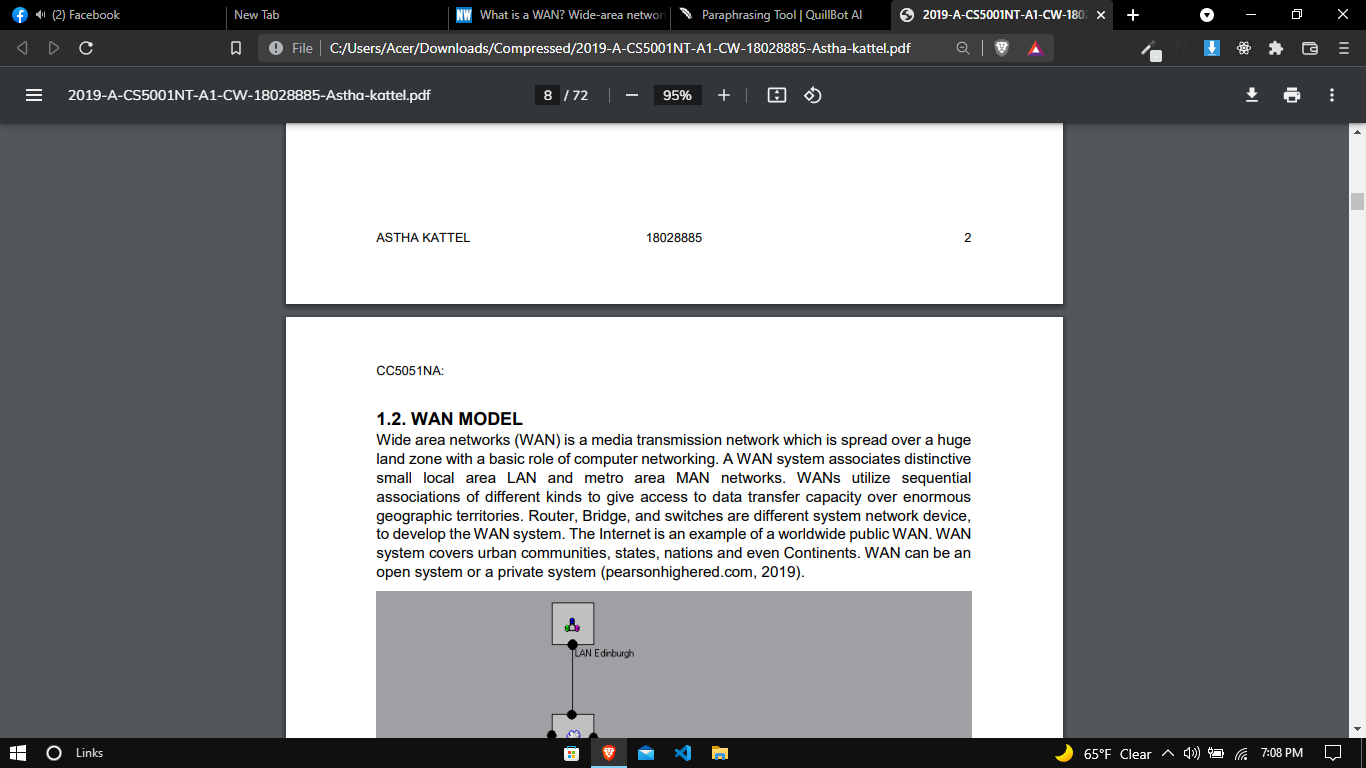 (2) Facebook
New Tab
What is a WAN? Wide-area networ
Paraphrasing Tool | QuillBot AI
2019-A-CS5001NT-A1-CW-180
File
C:/Users/Acer/Downloads/Compressed/2019-A-CS5001NT-A1-CW-18028885-Astha-kattel.pdf
2019-A-CS5001NT-A1-CW-18028885-Astha-kattel.pdf
8 / 72
95%
ASTHA KATTEL 18028885 2
CC5051NA:
1.2. WAN MODEL
Wide area networks (WAN) is a media transmission network which is spread over a huge
land zone with a basic role of computer networking. A WAN system associates distinctive
small local area LAN and metro area MAN networks. WANs utilize sequential
associations of different kinds to give access to data transfer capacity over enormous
geographic territories. Router, Bridge, and switches are different system network device,
to develop the WAN system. The Internet is an example of a worldwide public WAN. WAN
system covers urban communities, states, nations and even Continents. WAN can be an
open system or a private system (pearsonhighered.com, 2019).
LAN Edinburgh
Links
65°F Clear
7:08 PM